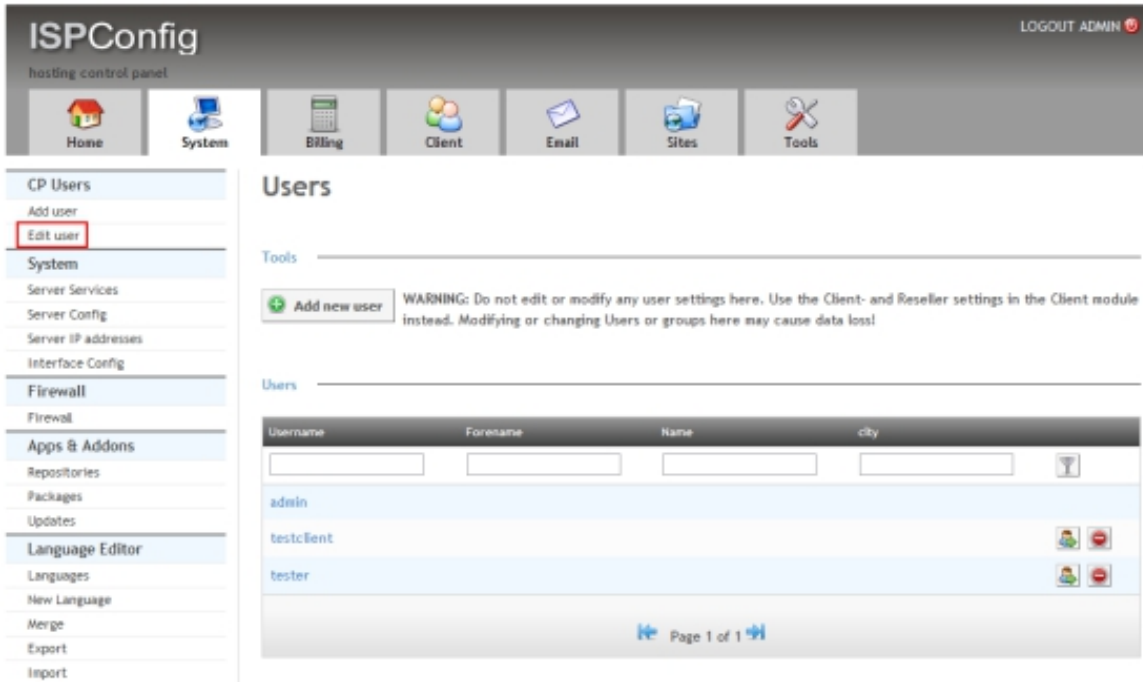 ISPConfig
LOGOUT ADMIN
hosting control panel
Home System Billing Client Email Sites Tools
CP Users
Add user
Edit user
System
Server Services
Server Config
Server IP addresses
Interface Config
Firewall
Firewall
Apps & Addons
Repositories
Packages
Updates
Language Editor
Languages
New Language
Merge
Export
Import
Users
Tools
Add new user
WARNING: Do not edit or modify any user settings here. Use the Client- and Reseller settings in the Client module
instead. Modifying or changing Users or groups here may cause data loss!
Users
Username Forename Name city
admin
testclient
tester
Page 1 of 1